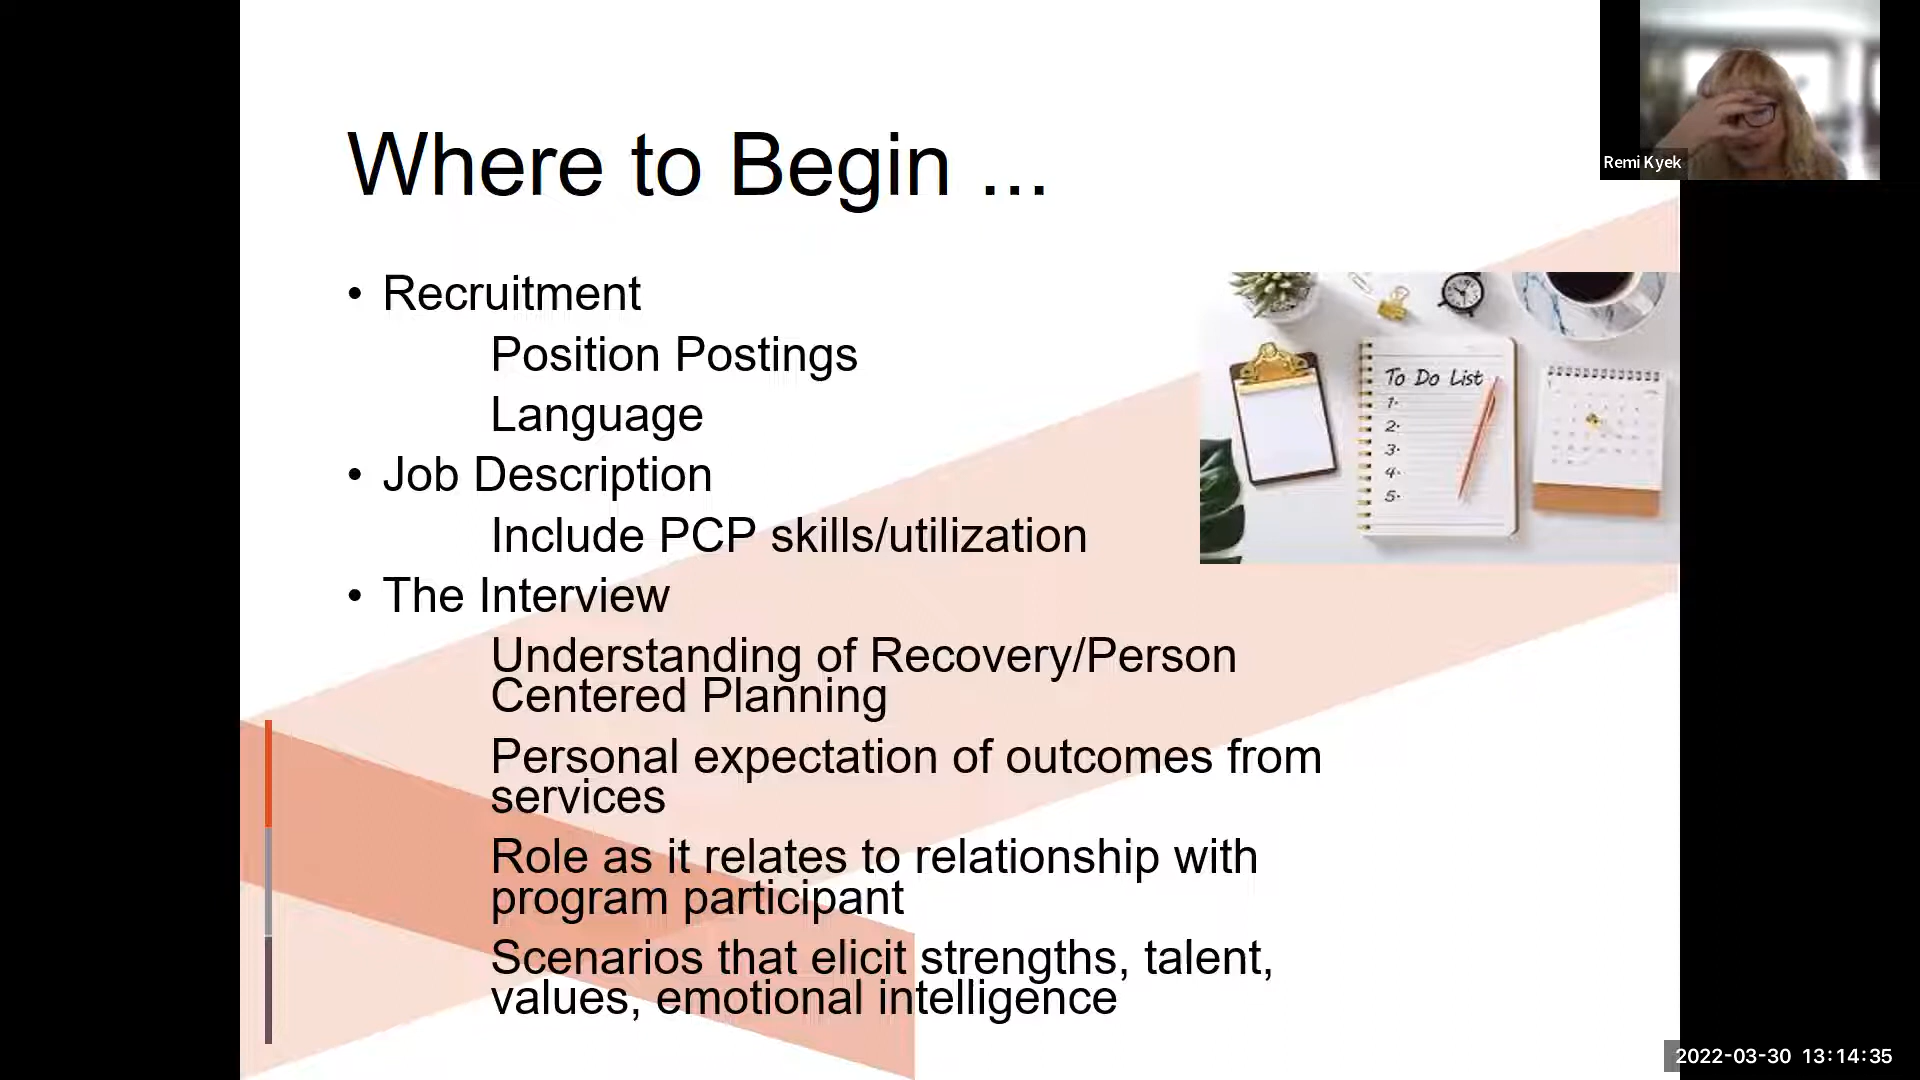 Where to Begin ...
• Recruitment
Position Postings
Language
• Job Description
Include PCP skills/utilization
• The Interview
Understanding of Recovery/Person
Centered Planning
Personal expectation of outcomes from
services
Role as it relates to relationship with
program participant
Scenarios that elicit strengths, talent,
values, emotional intelligence
To Do List
1.
2.
3.
4.
5.
Remi Kyek
2022-03-30 13:14:35